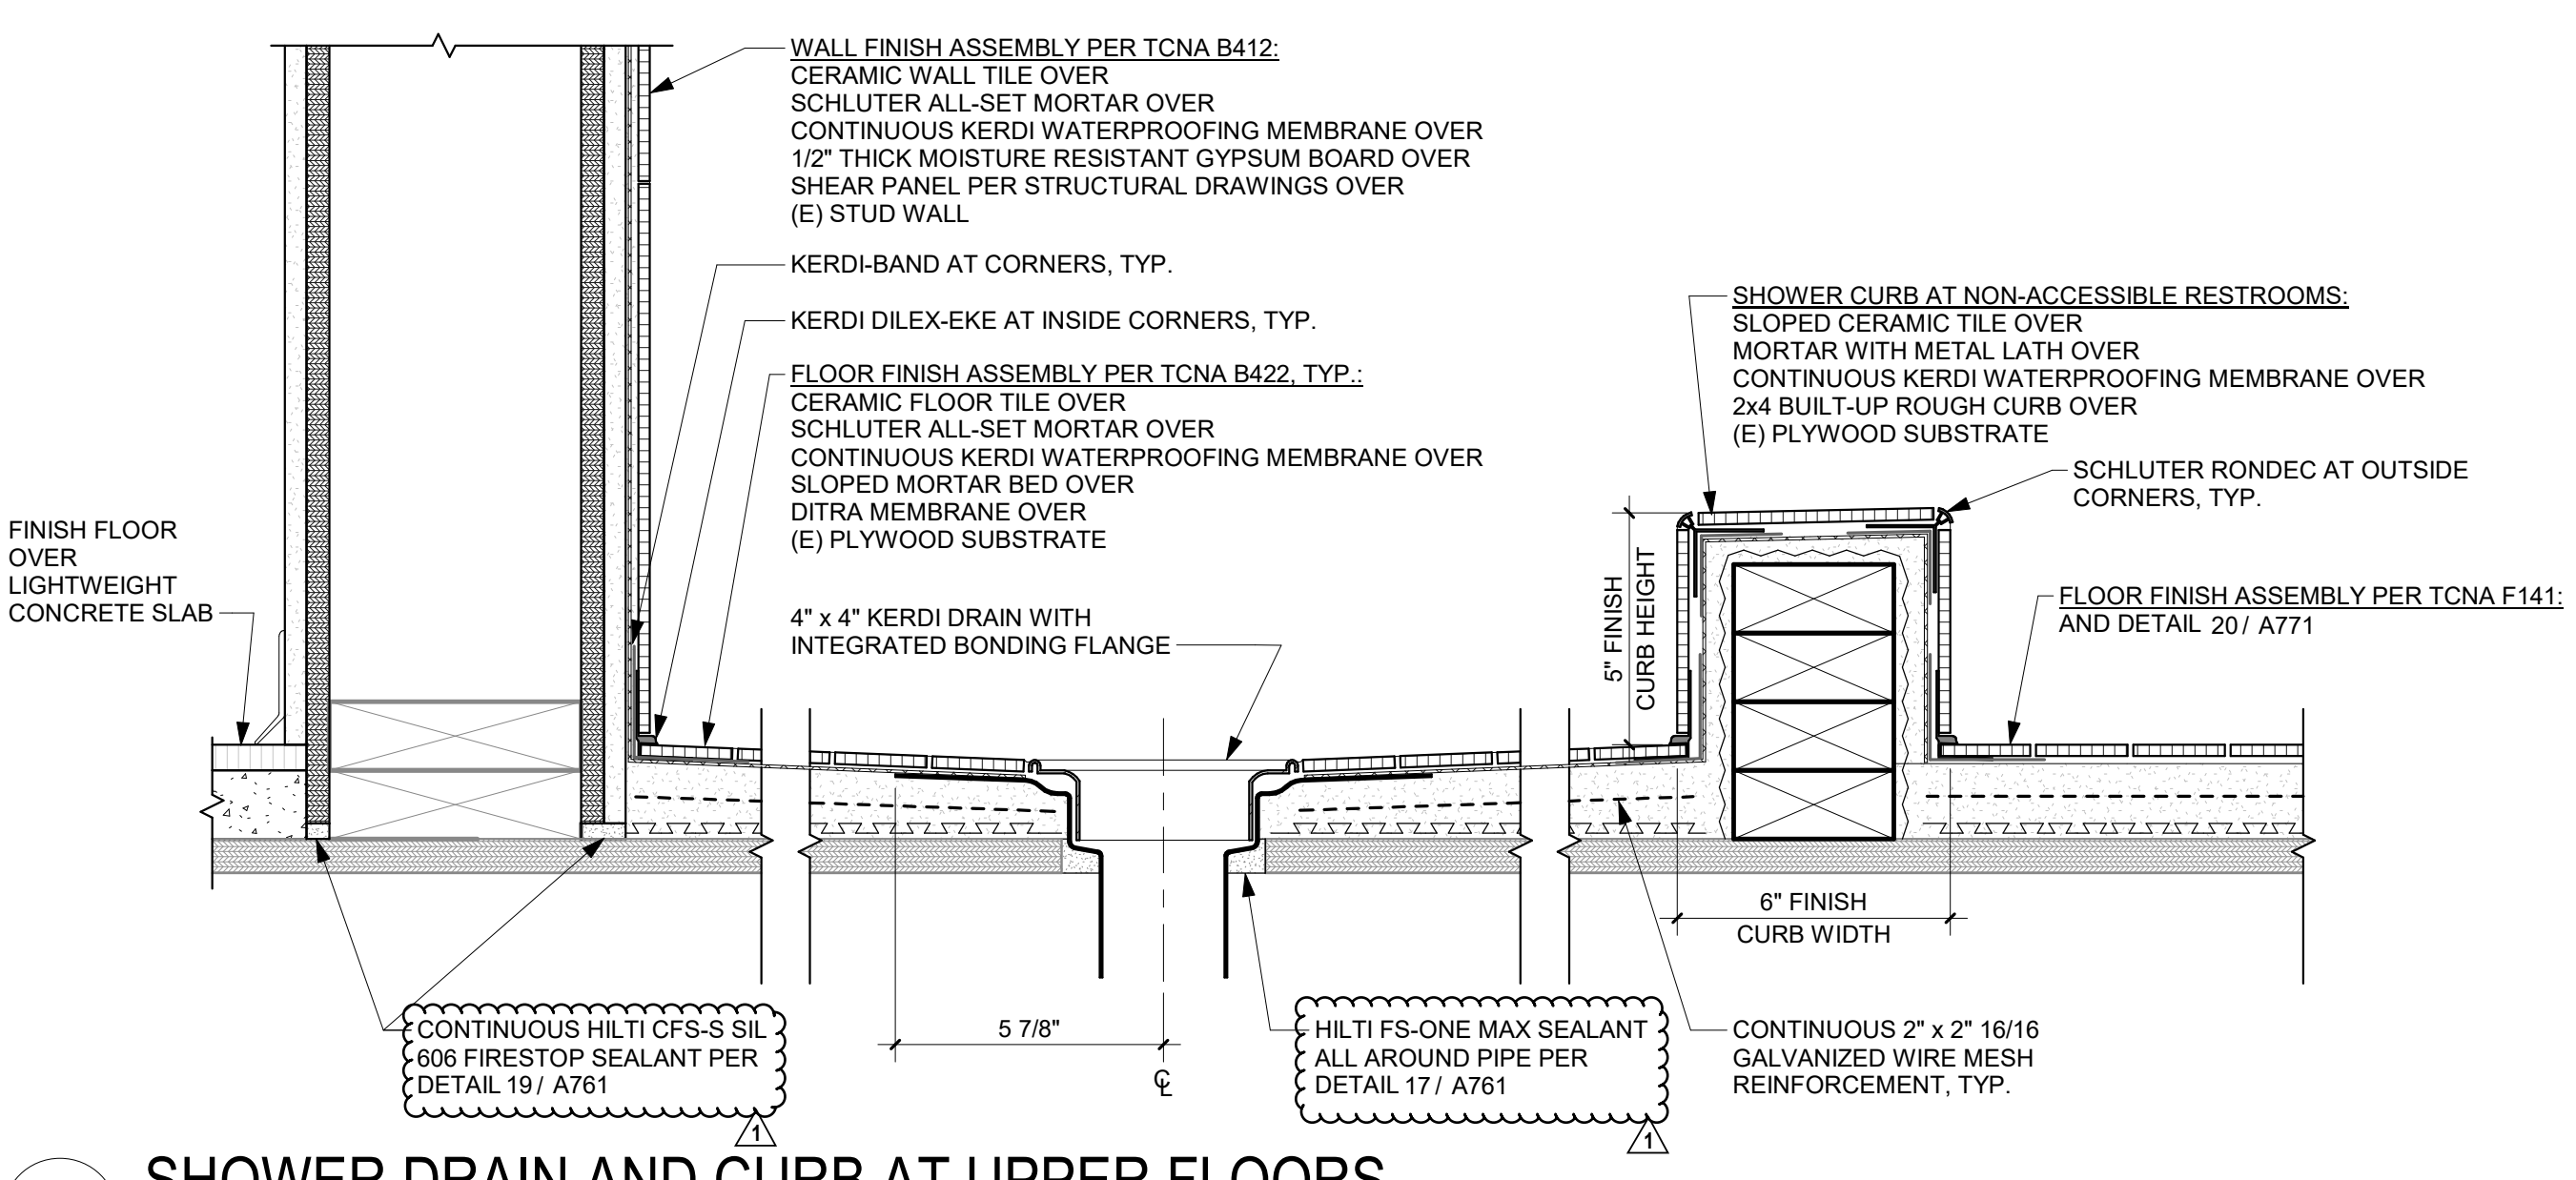 WALL FINISH ASSEMBLY PER TCNA B412:
CERAMIC WALL TILE OVER
SCHLUTER ALL-SET MORTAR OVER
CONTINUOUS KERDI WATERPROOFING MEMBRANE OVER
1/2" THICK MOISTURE RESISTANT GYPSUM BOARD OVER
SHEAR PANEL PER STRUCTURAL DRAWINGS OVER
(E) STUD WALL
KERDI-BAND AT CORNERS, TYP.
KERDI DILEX-EKE AT INSIDE CORNERS, TYP.
FLOOR FINISH ASSEMBLY PER TCNA B422, TYP.:
CERAMIC FLOOR TILE OVER
SCHLUTER ALL-SET MORTAR OVER
CONTINUOUS KERDI WATERPROOFING MEMBRANE OVER
SLOPED MORTAR BED OVER
DITRA MEMBRANE OVER
(E) PLYWOOD SUBSTRATE
4" x 4" KERDI DRAIN WITH
INTEGRATED BONDING FLANGE
FINISH FLOOR
OVER
LIGHTWEIGHT
CONCRETE SLAB
SHOWER CURB AT NON-ACCESSIBLE RESTROOMS:
SLOPED CERAMIC TILE OVER
MORTAR WITH METAL LATH OVER
CONTINUOUS KERDI WATERPROOFING MEMBRANE OVER
2x4 BUILT-UP ROUGH CURB OVER
(E) PLYWOOD SUBSTRATE
SCHLUTER RONDEC AT OUTSIDE
CORNERS, TYP.
5" FINISH
CURB HEIGHT
FLOOR FINISH ASSEMBLY PER TCNA F141:
AND DETAIL 20 / A771
6" FINISH
CURB WIDTH
CONTINUOUS HILTI CFS-S SIL
606 FIRESTOP SEALANT PER
DETAIL 19 / A761
1
5 7/8"
℄
HILTI FS-ONE MAX SEALANT
ALL AROUND PIPE PER
DETAIL 17 / A761
1
CONTINUOUS 2" x 2" 16/16
GALVANIZED WIRE MESH
REINFORCEMENT, TYP.
SHOWER DRAIN AND CURB AT UPPER FLOORS